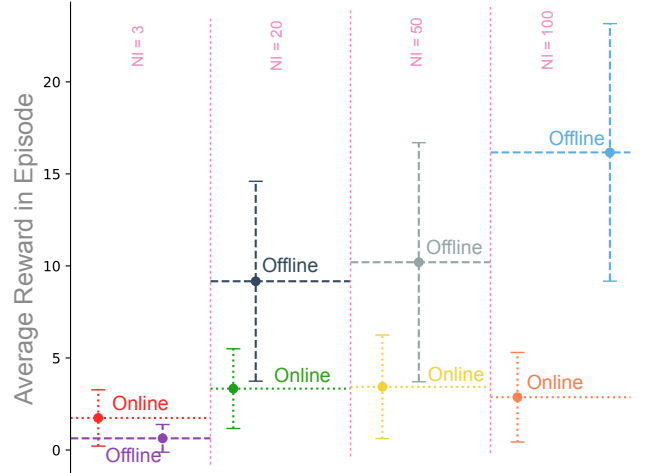 NI = 3
NI = 20
NI = 50
NI = 100
Average Reward in Episode
20
15
10
5
0
Offline
Offline
Offline
Offline
Online
Online
Online
Online